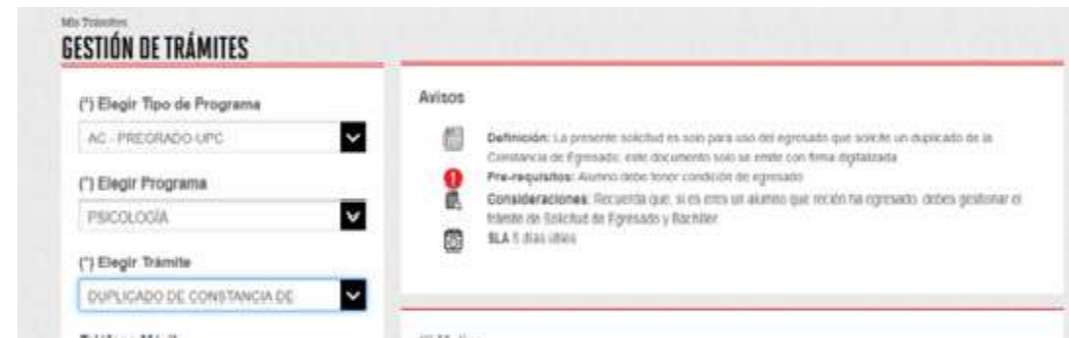 Mis Trámites
GESTIÓN DE TRÁMITES
(*) Elegir Tipo de Programa
AC - PREGRADO UPC
(*) Elegir Programa
PSICOLOGÍA
(*) Elegir Trámite
DUPLICADO DE CONSTANCIA DE
Avisos
Definición: La presente solicitud es solo para uso del egresado que solicite un duplicado de la
Constancia de Egresado, este documento solo se emite con firma digitalizada
Pre-requisitos: Alumno debe tener condición de egresado
Consideraciones: Recuerda que, si es eres un alumno que recién ha egresado, debes gestionar el
trámite de Solicitud de Egresado y Bachiller
SLA 5 días útiles